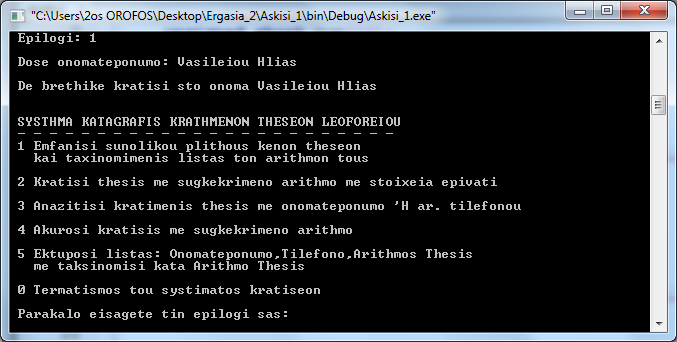 "C:\Users\2os OROFOS\Desktop\Ergasia_2\Askisi_1\bin\Debug\Askisi_1.exe"
Epilogi: 1
Dose onomateponumo: Vasileiou Hlias
De brethike kratisi sto onoma Vasileiou Hlias
SYSTHMA KATAGRAFIS KRATHMENON THESEON LEOFOREIOU
- - - - - - - - - - - - - - - - - - - - - - - -
1 Emfanisi sunolikou plithous kenon theseon
kai taxinomimenis listas ton arithmon tous
2 Kratisi thesis me sugkekrimeno arithmo me stoixeia epivati
3 Anazitisi kratimenis thesis me onomateponumo 'H ar. tilefonou
4 Akurosi kratisis me sugkekrimeno arithmo
5 Ektuposi listas: Onomateponumo,Tilefono,Arithmos Thesis
me taksinomisi kata Arithmo Thesis
0 Termatismos tou systimatos kratiseon
Parakalo eisagete tin epilogi sas: